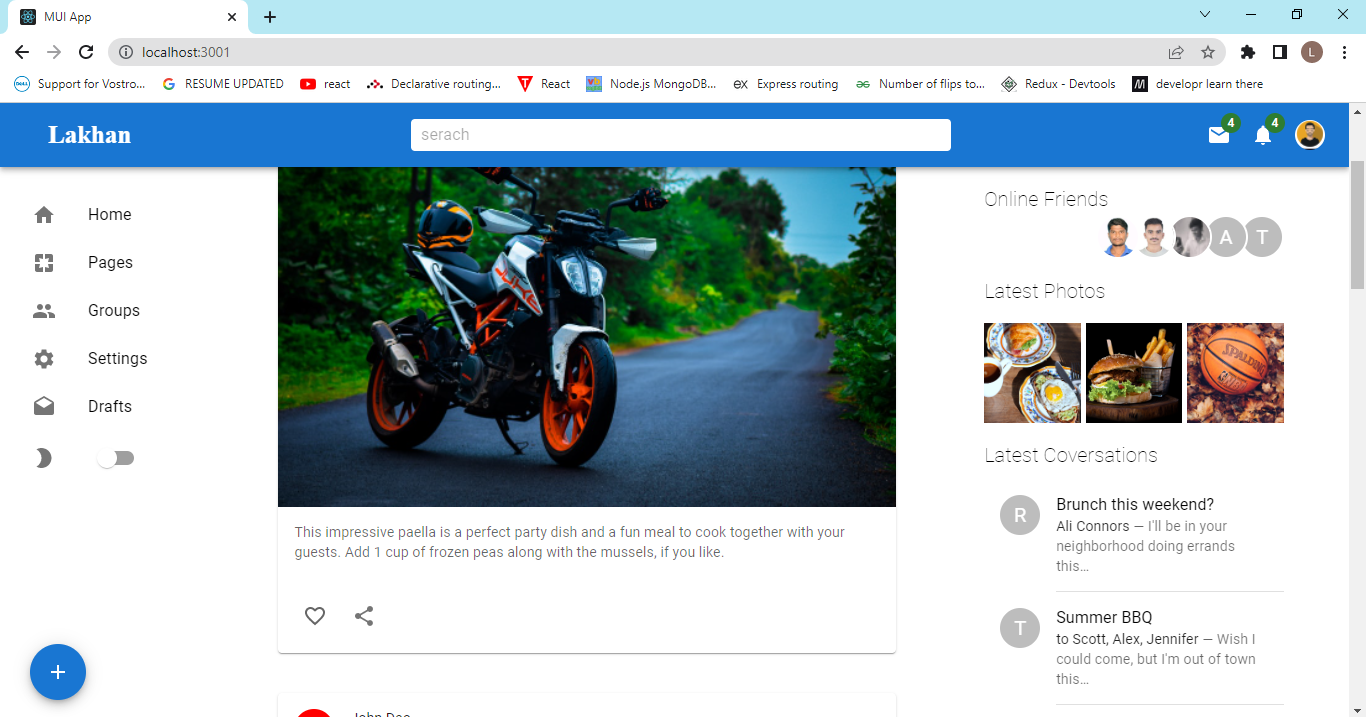 MUI App
localhost:3001
L
Support for Vostro...
RESUME UPDATED
react
Declarative routing...
React
Node.js MongoDB...
ex Express routing
Number of flips to...
Redux - Devtools
developr learn there
Lakhan
serach
4
4
Home
Pages
Groups
Settings
Drafts
DUKE
This impressive paella is a perfect party dish and a fun meal to cook together with your
guests. Add 1 cup of frozen peas along with the mussels, if you like.
John Doe
Online Friends
A
T
Latest Photos
SPALDING
Latest Coversations
R
Brunch this weekend?
Ali Connors — I'll be in your
neighborhood doing errands
this…
T
Summer BBQ
to Scott, Alex, Jennifer — Wish I
could come, but I'm out of town
this…